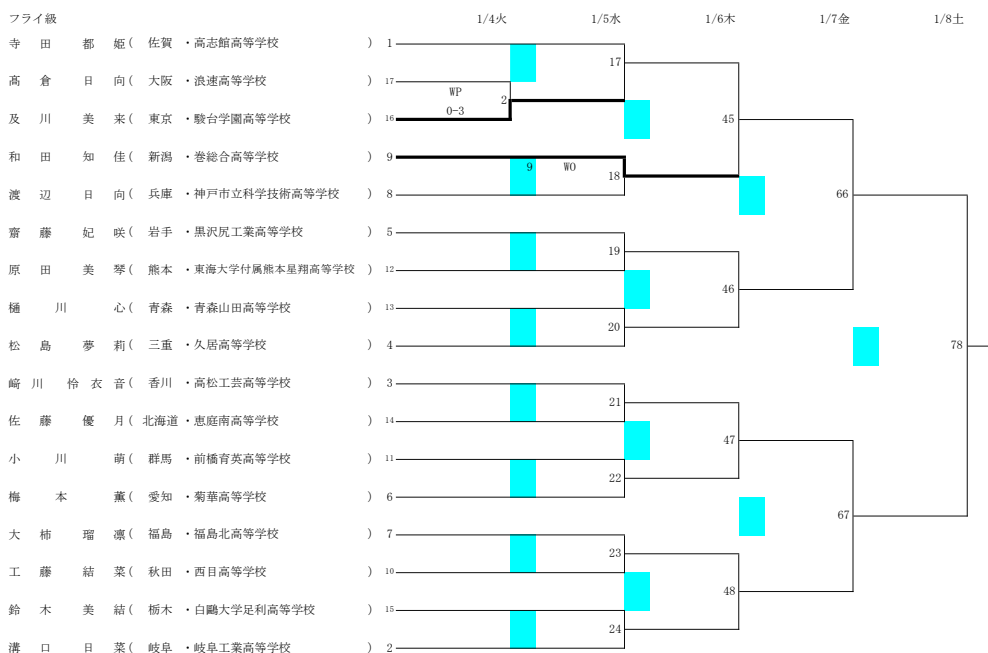 フライ級 1/4火 1/5水 1/6木 1/7金 1/8土
寺田都姫( 佐賀 ・高志館高等学校 ) 1
17
髙倉日向( 大阪 ・浪速高等学校 ) 17
WP
2
0-3
及川美来( 東京 ・駿台学園高等学校 ) 16
45
和田知佳( 新潟 ・巻総合高等学校 ) 9
9 WO
18
渡辺日向( 兵庫 ・神戸市立科学技術高等学校 ) 8
66
齋藤妃咲( 岩手 ・黒沢尻工業高等学校 ) 5
19
原田美琴( 熊本 ・東海大学付属熊本星翔高等学校 ) 12
46
樋川心( 青森 ・青森山田高等学校 ) 13
20
松島夢莉( 三重 ・久居高等学校 ) 4
78
﨑川怜衣音( 香川 ・高松工芸高等学校 ) 3
21
佐藤優月( 北海道 ・恵庭南高等学校 ) 14
47
小川萌( 群馬 ・前橋育英高等学校 ) 11
22
梅本薫( 愛知 ・菊華高等学校 ) 6
67
大柿瑠凛( 福島 ・福島北高等学校 ) 7
23
工藤結菜( 秋田 ・西目高等学校 ) 10
48
鈴木美結( 栃木 ・白鷗大学足利高等学校 ) 15
24
溝口日菜( 岐阜 ・岐阜工業高等学校 ) 2